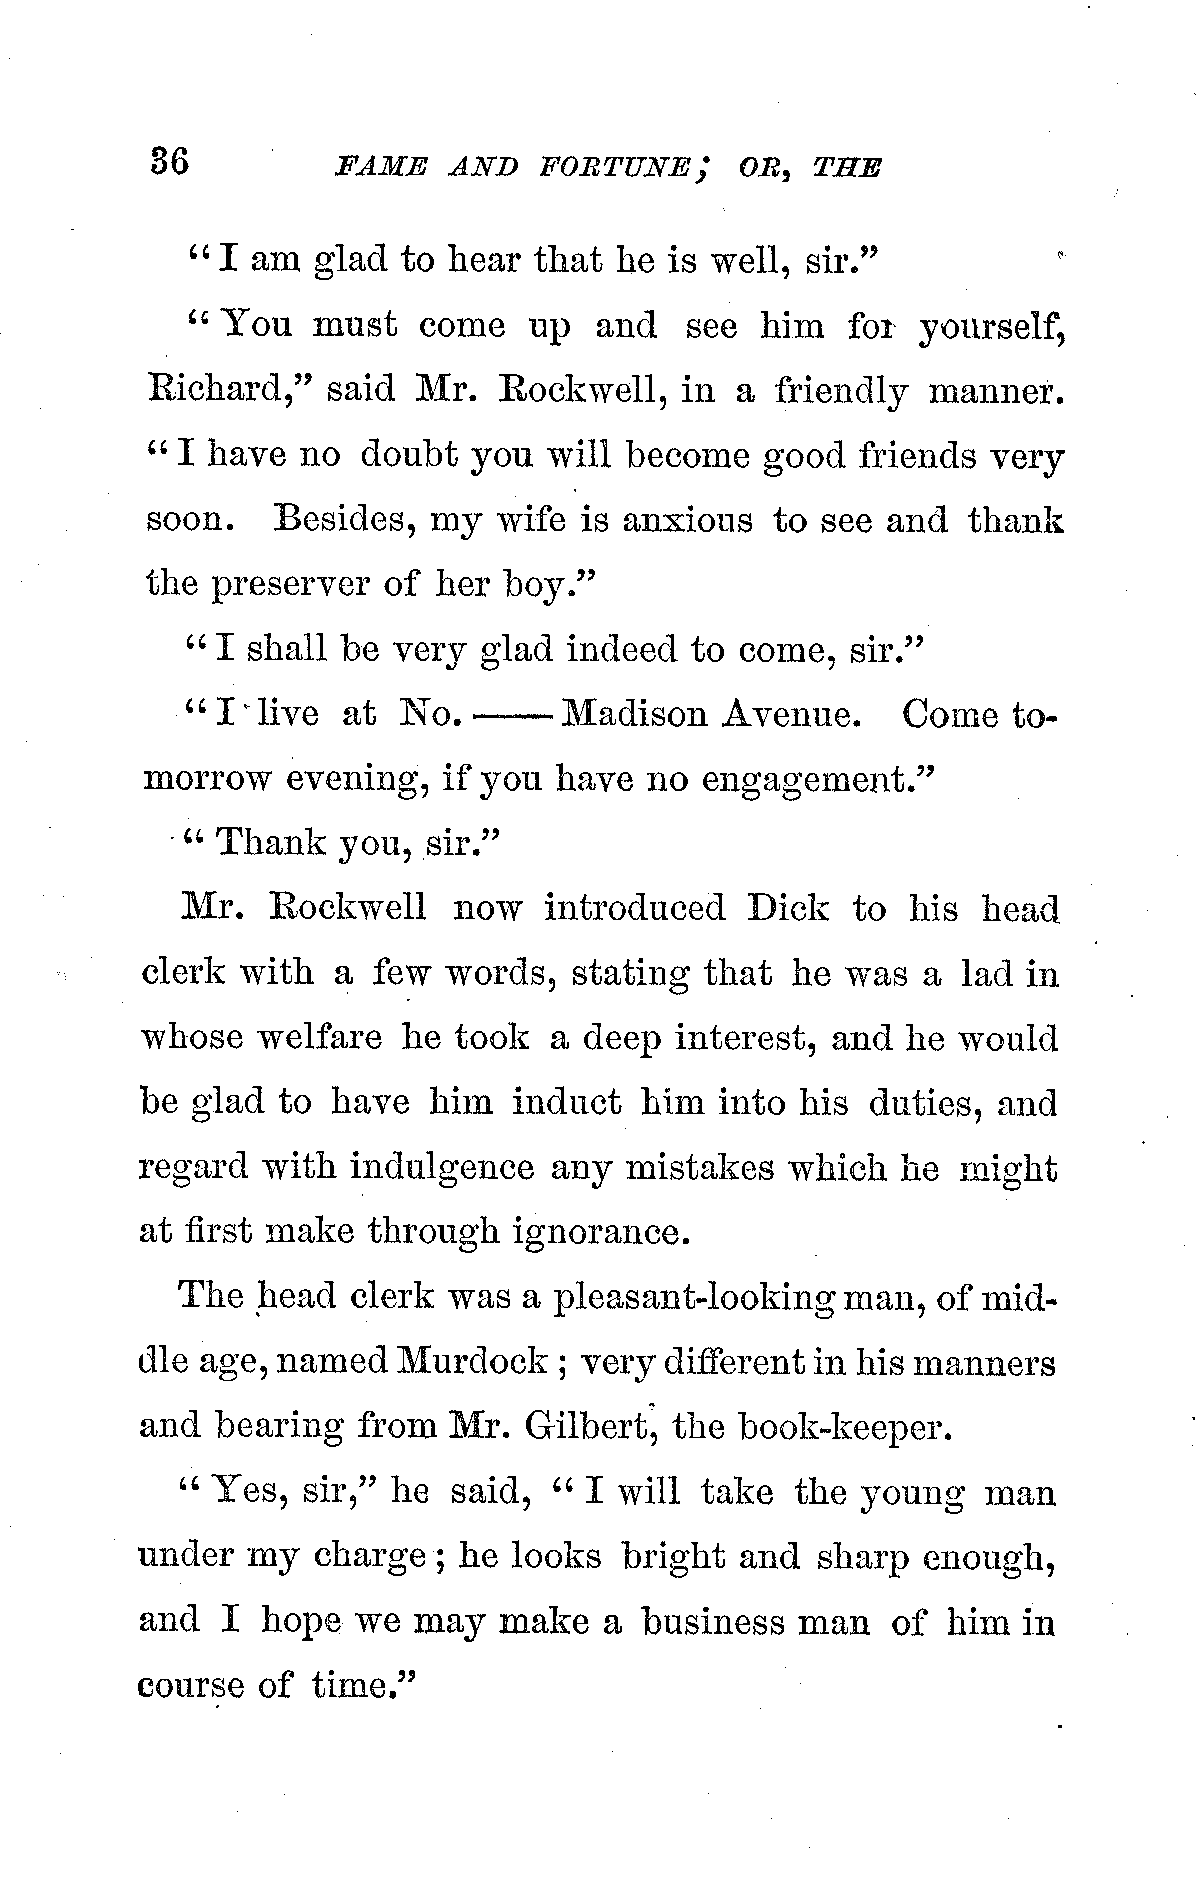 36 FAME AND FORTUNE; OR, THE
"I am glad to hear that he is well, sir."
"You must come up and see him for yourself,
Richard," said Mr. Rockwell, in a friendly manner.
"I have no doubt you will become good friends very
soon. Besides, my wife is anxious to see and thank
the preserver of her boy."
"I shall be very glad indeed to come, sir."
"I live at No. —— Madison Avenue. Come to-
morrow evening, if you have no engagement."
"Thank you, sir."
Mr. Rockwell now introduced Dick to his head
clerk with a few words, stating that he was a lad in
whose welfare he took a deep interest, and he would
be glad to have him induct him into his duties, and
regard with indulgence any mistakes which he might
at first make through ignorance.
The head clerk was a pleasant-looking man, of mid-
dle age, named Murdock; very different in his manners
and bearing from Mr. Gilbert, the book-keeper.
"Yes, sir," he said, "I will take the young man
under my charge; he looks bright and sharp enough,
and I hope we may make a business man of him in
course of time."